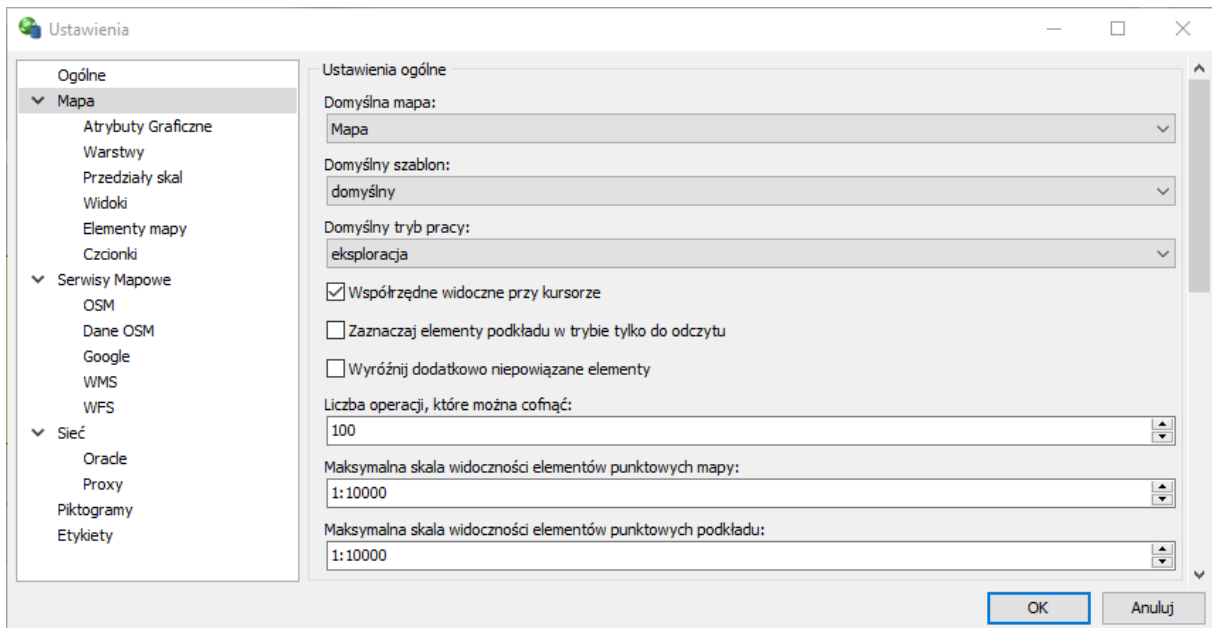 Ustawienia
Ogólne
Mapa
Atrybuty Graficzne
Warstwy
Przedziały skal
Widoki
Elementy mapy
Czcionki
Serwisy Mapowe
OSM
Dane OSM
Google
WMS
WFS
Sieć
Oracle
Proxy
Piktogramy
Etykiety
Ustawienia ogólne
Domyślna mapa:
Mapa
Domyślny szablon:
domyślny
Domyślny tryb pracy:
eksploracja
Współrzędne widoczne przy kursorze
Zaznaczaj elementy podkładu w trybie tylko do odczytu
Wyróżnij dodatkowo niepowiązane elementy
Liczba operacji, które można cofnąć:
100
Maksymalna skala widoczności elementów punktowych mapy:
1:10000
Maksymalna skala widoczności elementów punktowych podkładu:
1:10000
OK
Anuluj